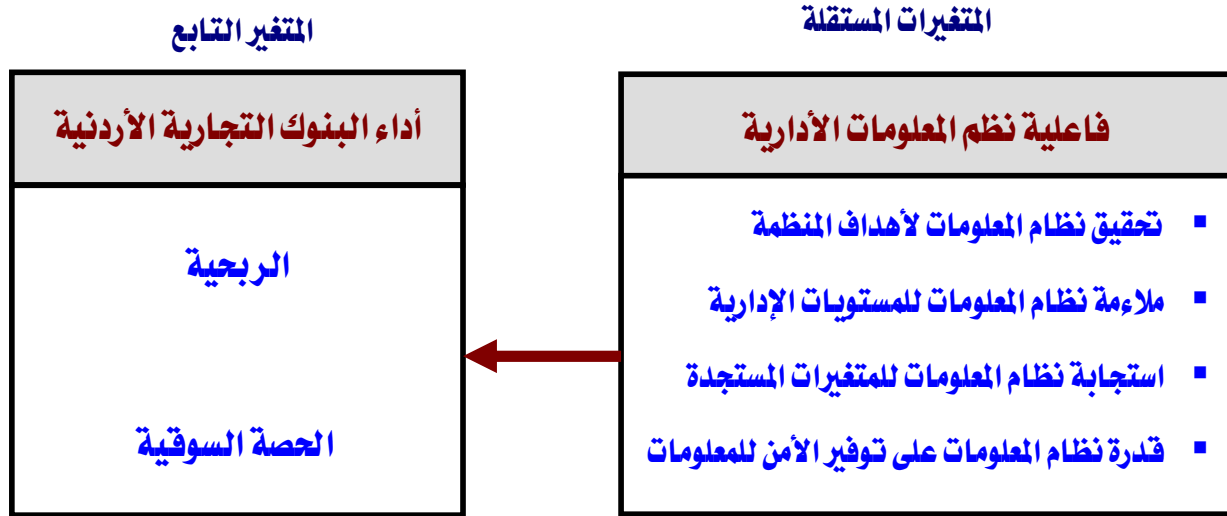 المتغيرات المستقلة
فاعلية نظم المعلومات الأدارية
▪ تحقيق نظام المعلومات لأهداف المنظمة
▪ ملاءمة نظام المعلومات للمستويات الإدارية
▪ استجابة نظام المعلومات للمتغيرات المستجدة
▪ قدرة نظام المعلومات على توفير الأمن للمعلومات
المتغير التابع
أداء البنوك التجارية الأردنية
الربحية
الحصة السوقية